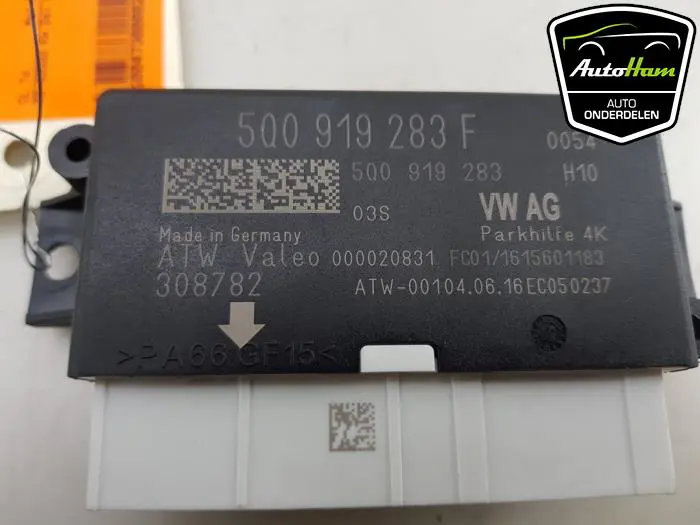 AutoHam
AUTO
ONDERDELEN
5Q0 919 283 F
0054
5Q0 919 283
H10
03S
VW AG
Made in Germany
Parkhilfe 4K
ATW Valeo 000020831 FC01/1615601183
308782
ATW-00104.06.16EC050237
>PA66 GF15<